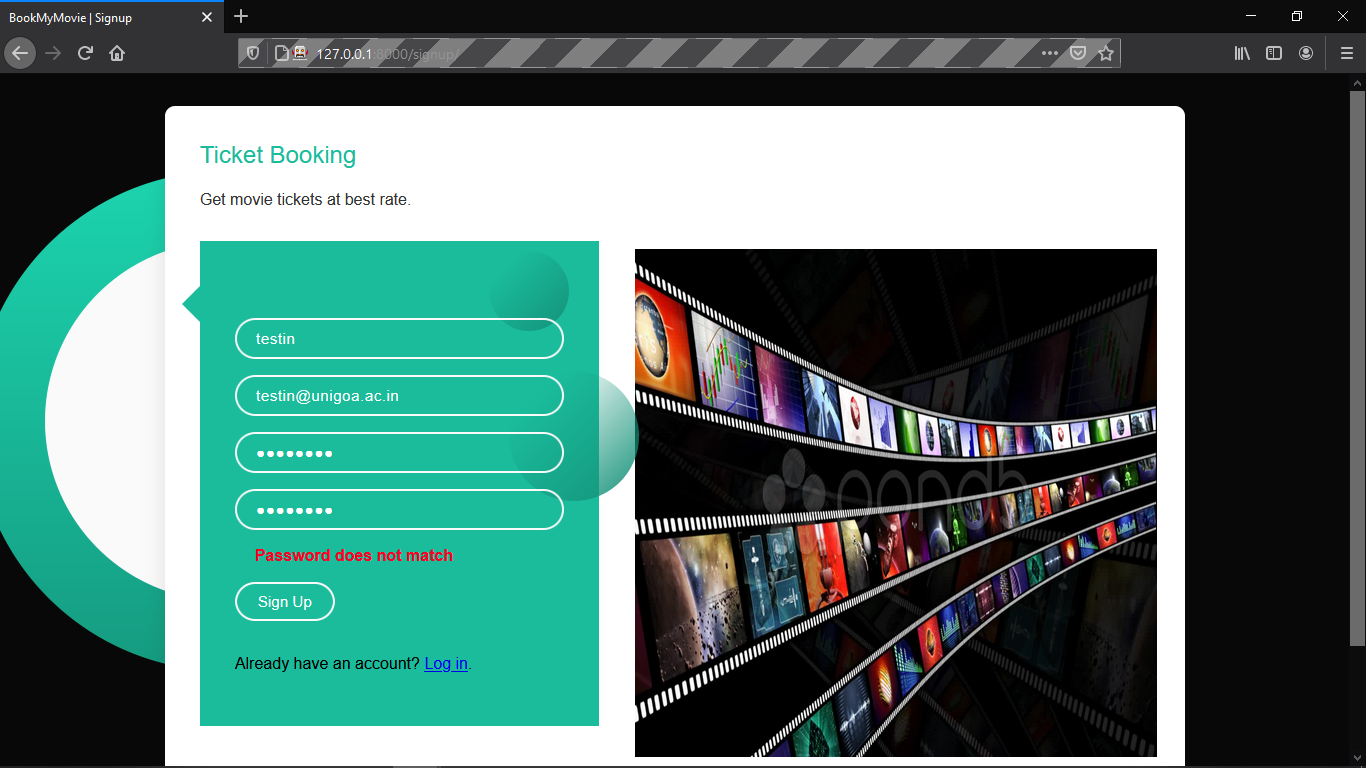 BookMyMovie | Signup
127.0.0.1:8000/signup/
Ticket Booking
Get movie tickets at best rate.
testin
testin@unigoa.ac.in
●●●●●●●●
●●●●●●●●
Password does not match
Sign Up
Already have an account? Log in.